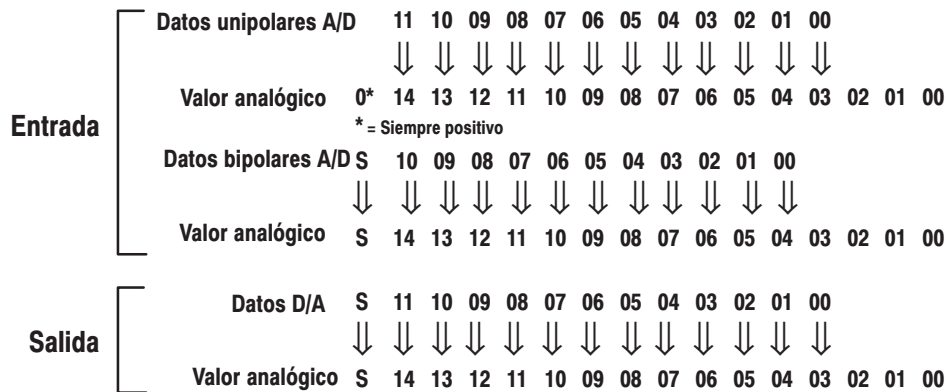 Datos unipolares A/D 11 10 09 08 07 06 05 04 03 02 01 00
Valor analógico 0* 14 13 12 11 10 09 08 07 06 05 04 03 02 01 00
Entrada
* = Siempre positivo
Datos bipolares A/D S 10 09 08 07 06 05 04 03 02 01 00
Valor analógico S 14 13 12 11 10 09 08 07 06 05 04 03 02 01 00
Datos D/A S 11 10 09 08 07 06 05 04 03 02 01 00
Salida
Valor analógico S 14 13 12 11 10 09 08 07 06 05 04 03 02 01 00